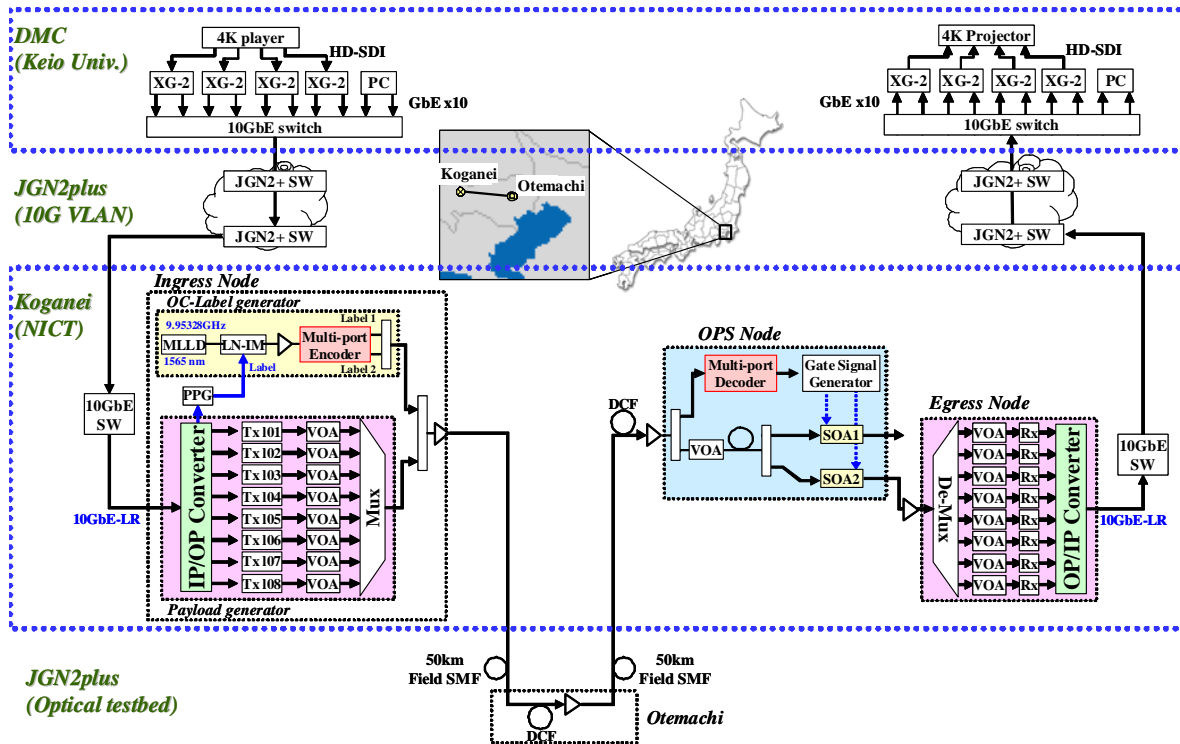 DMC
(Keio Univ.)
4K player
HD-SDI
XG-2
XG-2
XG-2
XG-2
PC
GbE x10
10GbE switch
4K Projector
HD-SDI
XG-2
XG-2
XG-2
XG-2
PC
GbE x10
10GbE switch
JGN2plus
(10G VLAN)
JGN2+ SW
JGN2+ SW
Koganei
Otemachi
JGN2+ SW
JGN2+ SW
Koganei
(NICT)
Ingress Node
OC-Label generator
9.95328GHz
MLLD
1565 nm
LN-IM
Label
Multi-port
Encoder
Label 1
Label 2
PPG
10GbE
SW
10GbE-LR
IP/OP Converter
Tx101
VOA
Tx102
VOA
Tx103
VOA
Tx104
VOA
Tx105
VOA
Tx106
VOA
Tx107
VOA
Tx108
VOA
Mux
Payload generator
OPS Node
DCF
Multi-port
Decoder
Gate Signal
Generator
VOA
SOA1
SOA2
Egress Node
De-Mux
VOA
Rx
VOA
Rx
VOA
Rx
VOA
Rx
VOA
Rx
VOA
Rx
VOA
Rx
VOA
Rx
OP/IP Converter
10GbE
SW
10GbE-LR
JGN2plus
(Optical testbed)
50km
Field SMF
50km
Field SMF
DCF
Otemachi